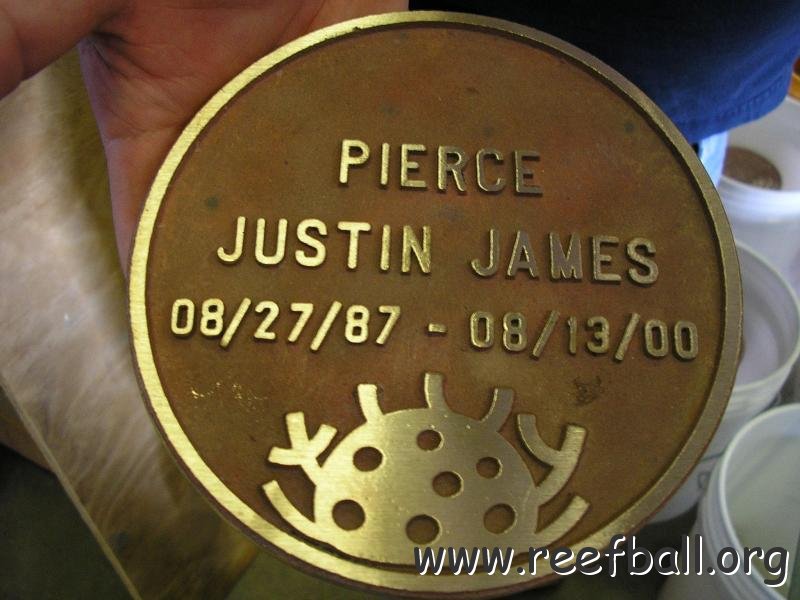 PIERCE
JUSTIN JAMES
08/27/87 - 08/13/00
www.reefball.org